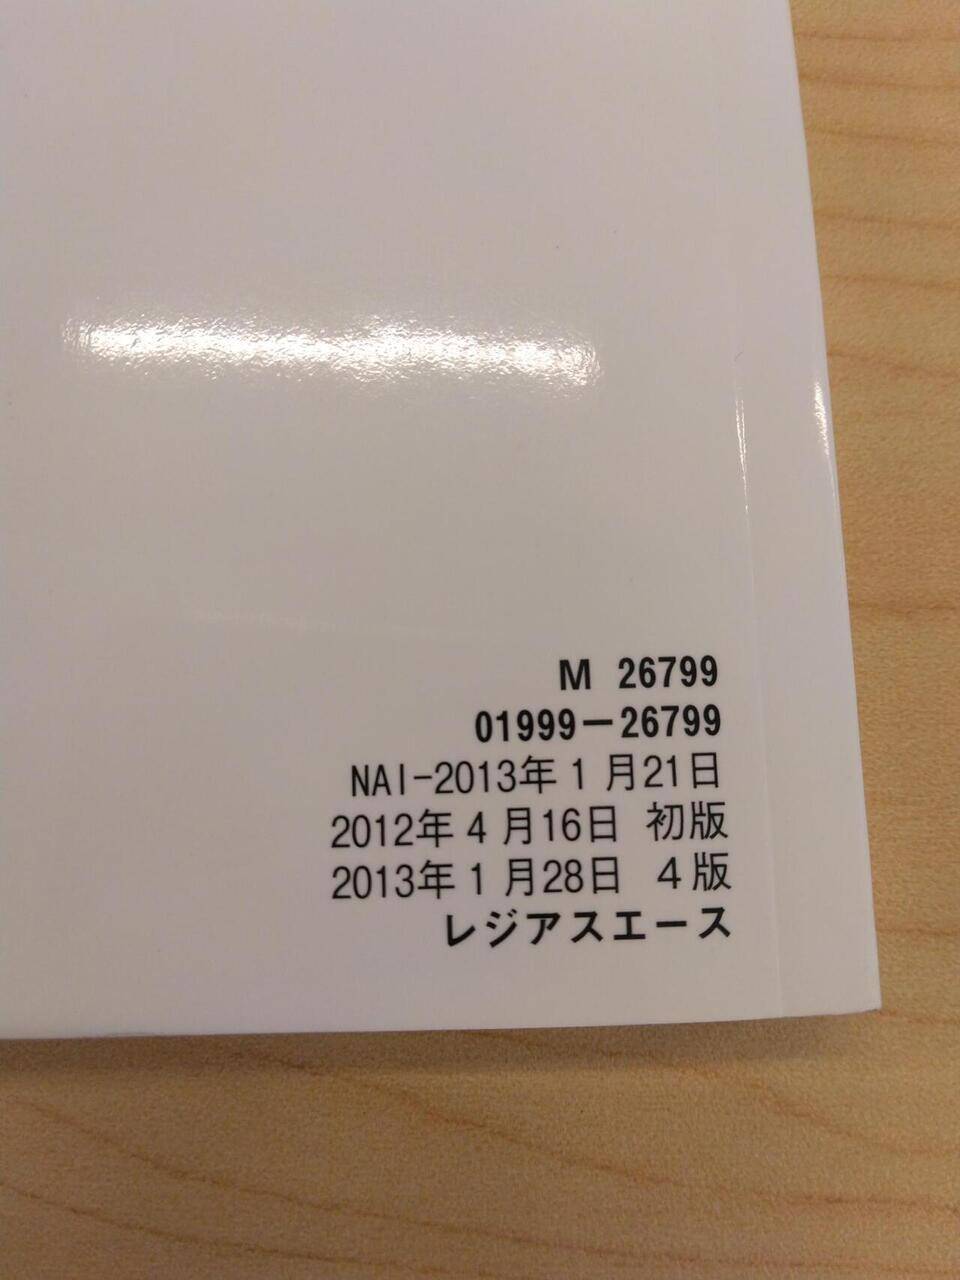 M 26799
01999−26799
NAI-2013年1月21日
2012年4月16日 初版
2013年1月28日 4版
レジアスエース